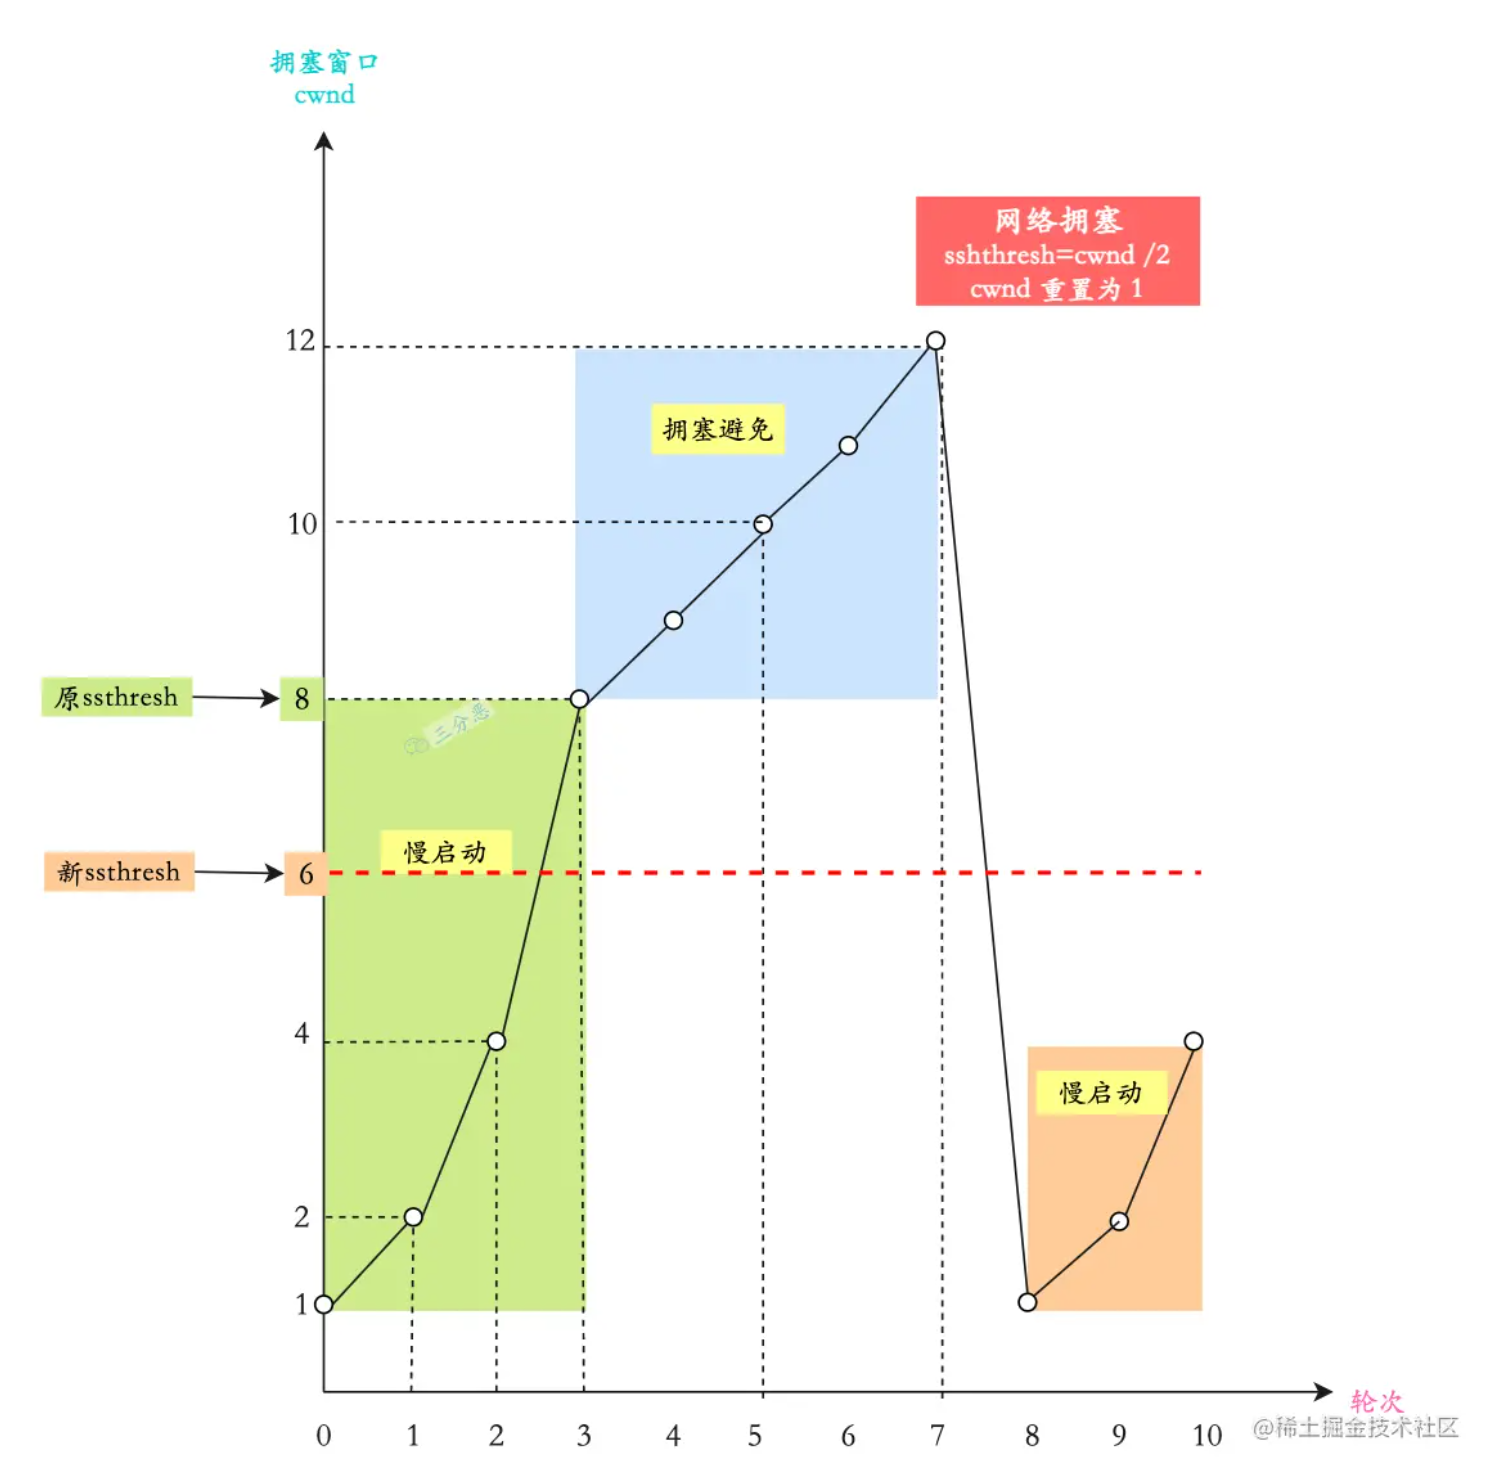 拥塞窗口
cwnd
网络拥塞
sshthresh=cwnd /2
cwnd 重置为 1
12
拥塞避免
10
原ssthresh
8
三分恶
慢启动
新ssthresh
6
4
慢启动
2
1
轮次
0 1 2 3 4 5 6 7 8 9 10
@稀土掘金技术社区